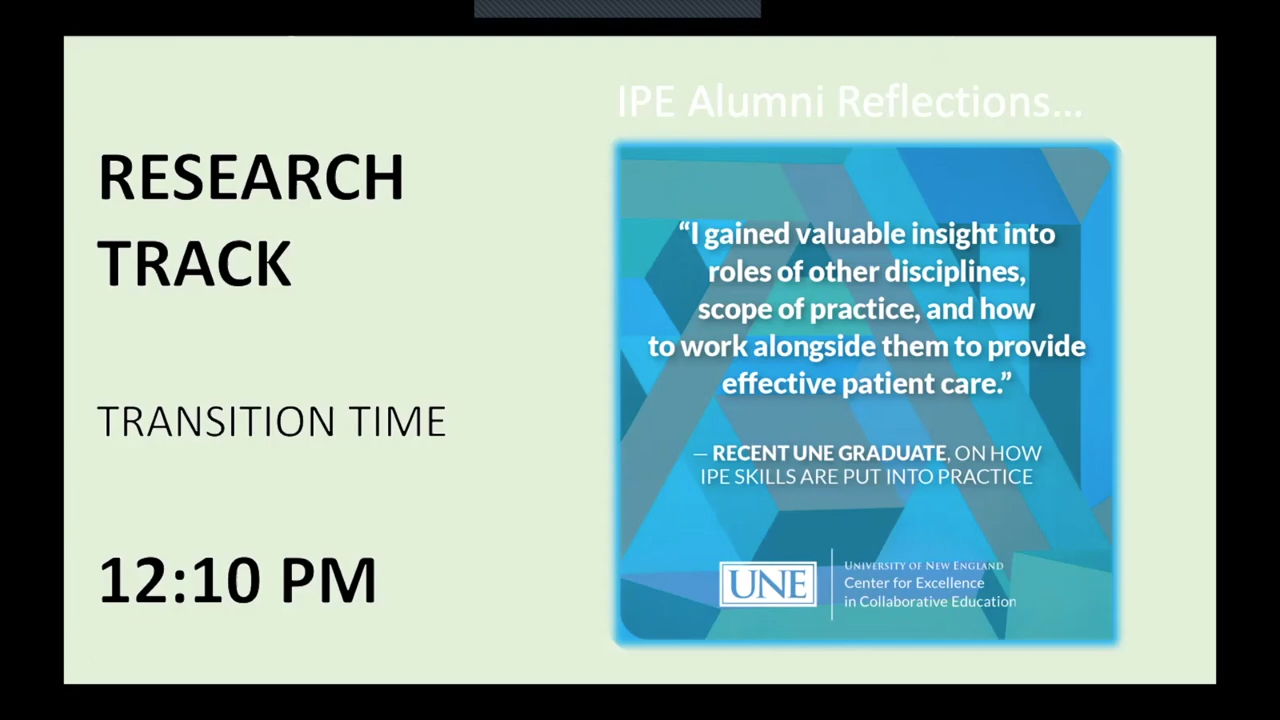 RESEARCH
TRACK
TRANSITION TIME
12:10 PM
IPE Alumni Reflections...
“I gained valuable insight into
roles of other disciplines,
scope of practice, and how
to work alongside them to provide
effective patient care.”
— RECENT UNE GRADUATE, ON HOW
IPE SKILLS ARE PUT INTO PRACTICE
UNE
UNIVERSITY OF NEW ENGLAND
Center for Excellence
in Collaborative Education